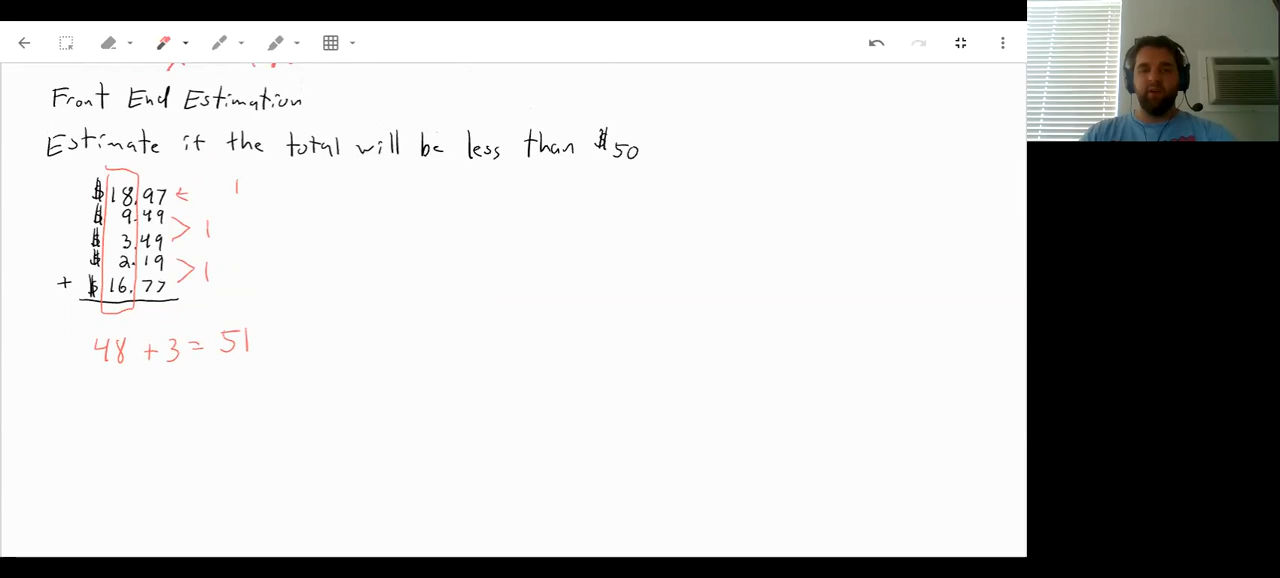 Front End Estimation
Estimate if the total will be less than $50
$18.97 ← 1
$ 9.49
$ 3.49 > 1
$ 2.19
+ $16.77 > 1
48 + 3 = 51